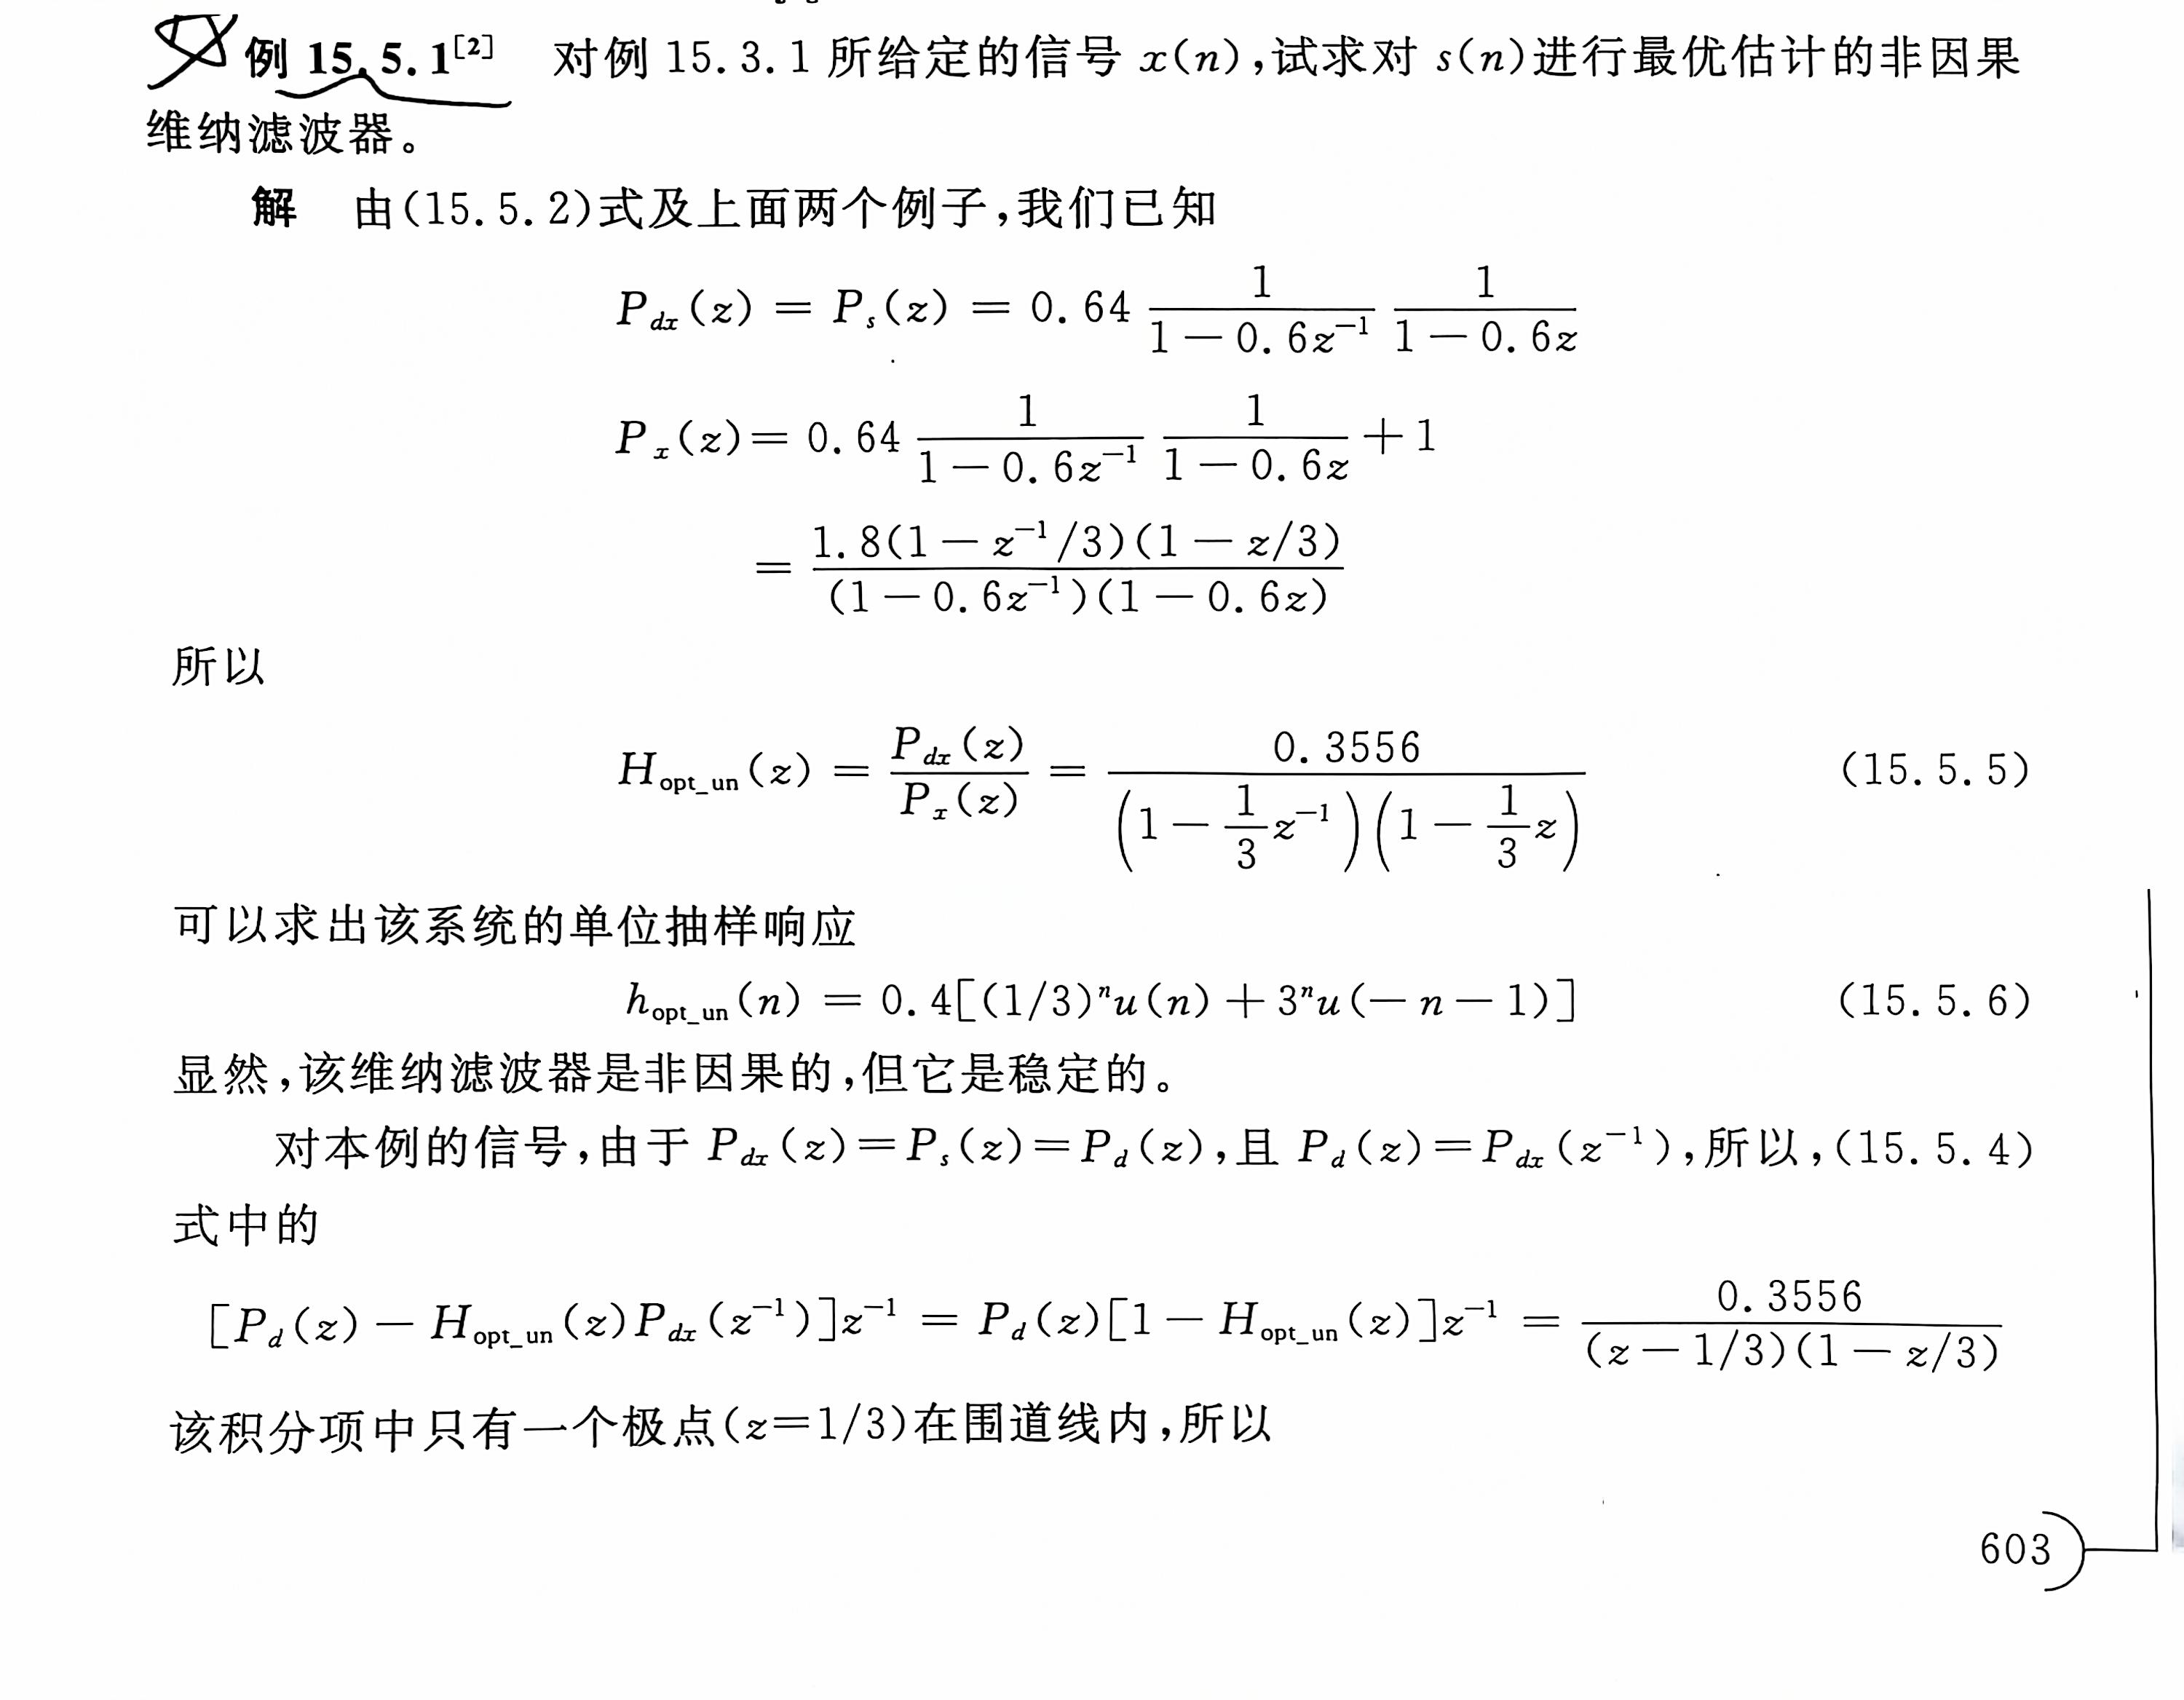 例 15.5.1[2] 对例 15.3.1 所给定的信号 x(n),试求对 s(n)进行最优估计的非因果
维纳滤波器。
解 由(15.5.2)式及上面两个例子,我们已知
P_{dx}(z) = P_s(z) = 0.64 \frac{1}{1-0.6z^{-1}} \frac{1}{1-0.6z}
P_x(z) = 0.64 \frac{1}{1-0.6z^{-1}} \frac{1}{1-0.6z} + 1
= \frac{1.8(1-z^{-1}/3)(1-z/3)}{(1-0.6z^{-1})(1-0.6z)}
所以
H_{opt\_un}(z) = \frac{P_{dx}(z)}{P_x(z)} = \frac{0.3556}{(1-\frac{1}{3}z^{-1})(1-\frac{1}{3}z)} (15.5.5)
可以求出该系统的单位抽样响应
h_{opt\_un}(n) = 0.4[(1/3)^n u(n) + 3^n u(-n-1)] (15.5.6)
显然,该维纳滤波器是非因果的,但它是稳定的。
对本例的信号,由于 P_{dx}(z)=P_s(z)=P_d(z),且 P_d(z)=P_{dx}(z^{-1}),所以,(15.5.4)
式中的
[P_d(z) - H_{opt\_un}(z)P_{dx}(z^{-1})]z^{-1} = P_d(z)[1 - H_{opt\_un}(z)]z^{-1} = \frac{0.3556}{(z-1/3)(1-z/3)}
该积分项中只有一个极点(z=1/3)在围道线内,所以
603